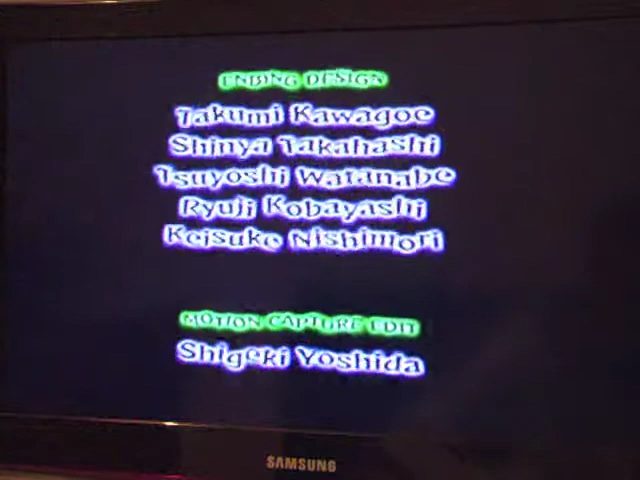 ENDING DESIGN
Takumi Kawagoe
Shinya Takahashi
Tsuyoshi Watanabe
Ryuji Kobayashi
Keisuke Nishimori
MOTION CAPTURE EDIT
Shigeki Yoshida
SAMSUNG